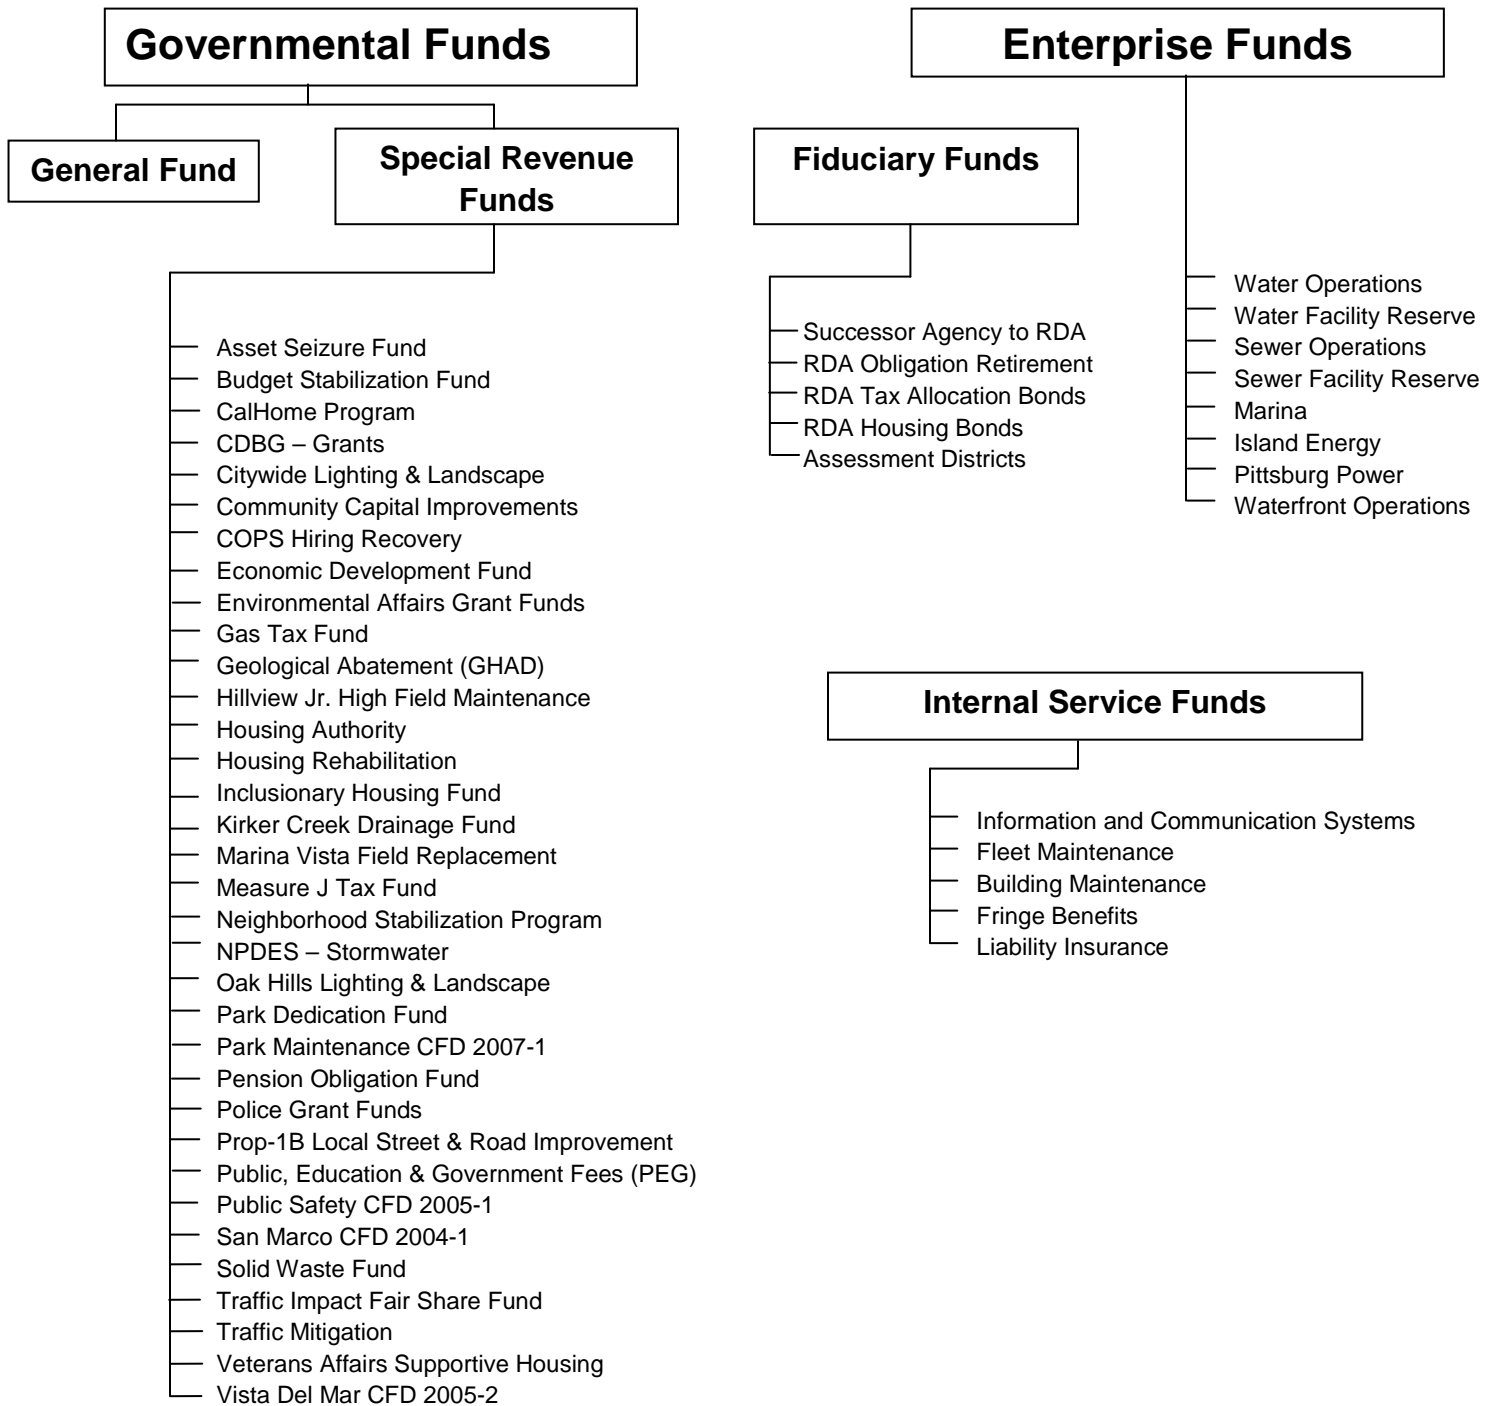 Governmental Funds
General Fund
Special Revenue
Funds
Asset Seizure Fund
Budget Stabilization Fund
CalHome Program
CDBG – Grants
Citywide Lighting & Landscape
Community Capital Improvements
COPS Hiring Recovery
Economic Development Fund
Environmental Affairs Grant Funds
Gas Tax Fund
Geological Abatement (GHAD)
Hillview Jr. High Field Maintenance
Housing Authority
Housing Rehabilitation
Inclusionary Housing Fund
Kirker Creek Drainage Fund
Marina Vista Field Replacement
Measure J Tax Fund
Neighborhood Stabilization Program
NPDES – Stormwater
Oak Hills Lighting & Landscape
Park Dedication Fund
Park Maintenance CFD 2007-1
Pension Obligation Fund
Police Grant Funds
Prop-1B Local Street & Road Improvement
Public, Education & Government Fees (PEG)
Public Safety CFD 2005-1
San Marco CFD 2004-1
Solid Waste Fund
Traffic Impact Fair Share Fund
Traffic Mitigation
Veterans Affairs Supportive Housing
Vista Del Mar CFD 2005-2
Fiduciary Funds
Successor Agency to RDA
RDA Obligation Retirement
RDA Tax Allocation Bonds
RDA Housing Bonds
Assessment Districts
Enterprise Funds
Water Operations
Water Facility Reserve
Sewer Operations
Sewer Facility Reserve
Marina
Island Energy
Pittsburg Power
Waterfront Operations
Internal Service Funds
Information and Communication Systems
Fleet Maintenance
Building Maintenance
Fringe Benefits
Liability Insurance